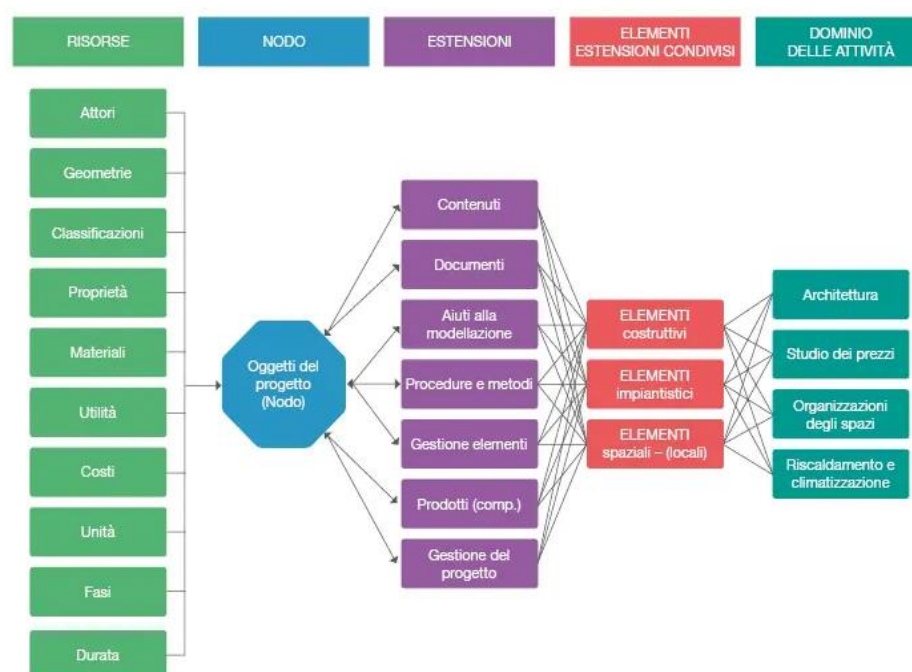 RISORSE
NODO
ESTENSIONI
ELEMENTI
ESTENSIONI CONDIVISI
DOMINIO
DELLE ATTIVITÀ
Attori
Geometrie
Classificazioni
Proprietà
Materiali
Utilità
Costi
Unità
Fasi
Durata
Oggetti del
progetto
(Nodo)
Contenuti
Documenti
Aiuti alla
modellazione
Procedure e metodi
Gestione elementi
Prodotti (comp.)
Gestione del
progetto
ELEMENTI
costruttivi
ELEMENTI
impiantistici
ELEMENTI
spaziali – (locali)
Architettura
Studio dei prezzi
Organizzazioni
degli spazi
Riscaldamento e
climatizzazione